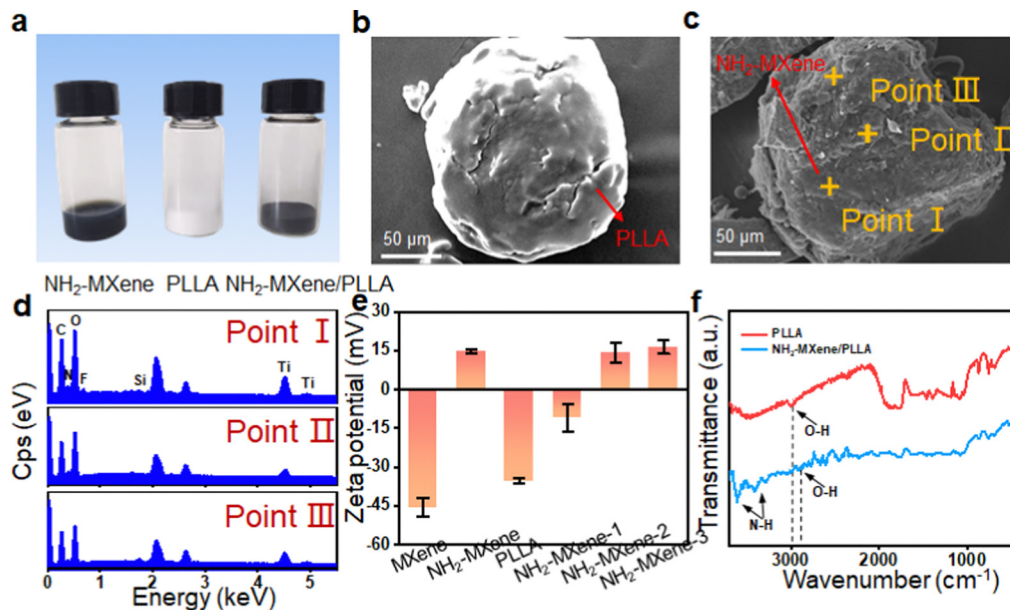 a
NH₂-MXene PLLA NH₂-MXene/PLLA
b
PLLA
50 μm
c
NH₂-MXene
Point Ⅲ
Point Ⅱ
Point Ⅰ
50 μm
d
Cps (eV)
C
N
O
F
Si
Ti
Ti
Point Ⅰ
Point Ⅱ
Point Ⅲ
0 1 2 3 4 5
Energy (keV)
e
Zeta potential (mV)
30
15
0
-15
-30
-45
-60
MXene
NH₂-MXene
PLLA
NH₂-MXene-1
NH₂-MXene-2
NH₂-MXene-3
f
Transmittance (a.u.)
PLLA
NH₂-MXene/PLLA
O-H
O-H
N-H
3000 2000 1000
Wavenumber (cm⁻¹)